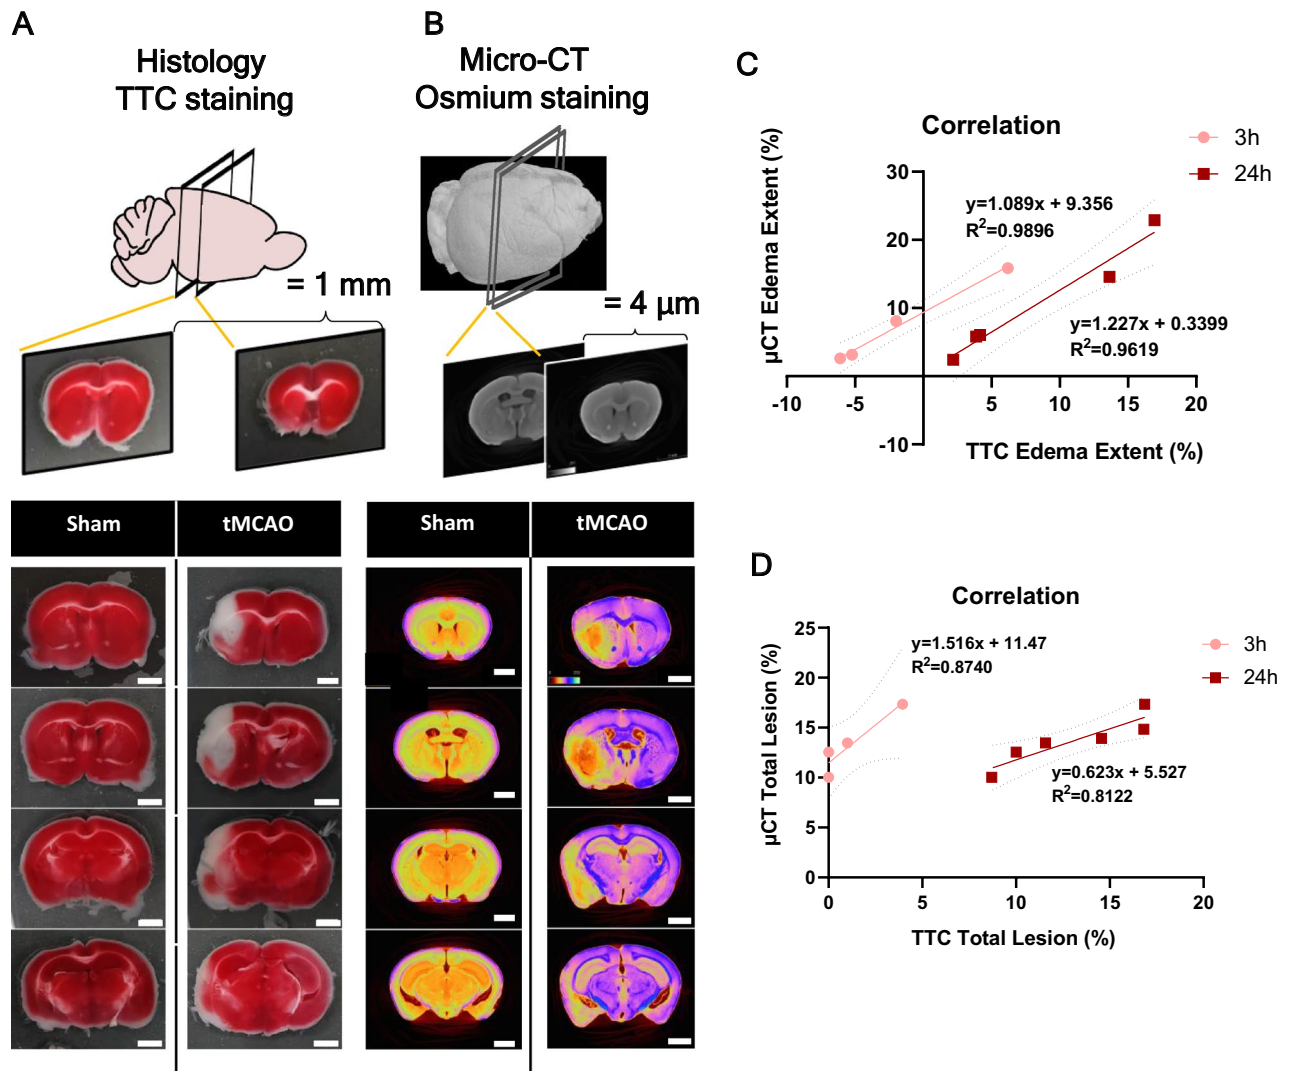 A
Histology
TTC staining
= 1 mm
Sham
tMCAO
B
Micro-CT
Osmium staining
= 4 µm
Sham
tMCAO
C
Correlation
3h
24h
µCT Edema Extent (%)
30
20
10
-10
y=1.089x + 9.356
R²=0.9896
y=1.227x + 0.3399
R²=0.9619
-10
-5
5
10
15
20
TTC Edema Extent (%)
D
Correlation
3h
24h
µCT Total Lesion (%)
25
20
15
10
5
0
y=1.516x + 11.47
R²=0.8740
y=0.623x + 5.527
R²=0.8122
0
5
10
15
20
TTC Total Lesion (%)